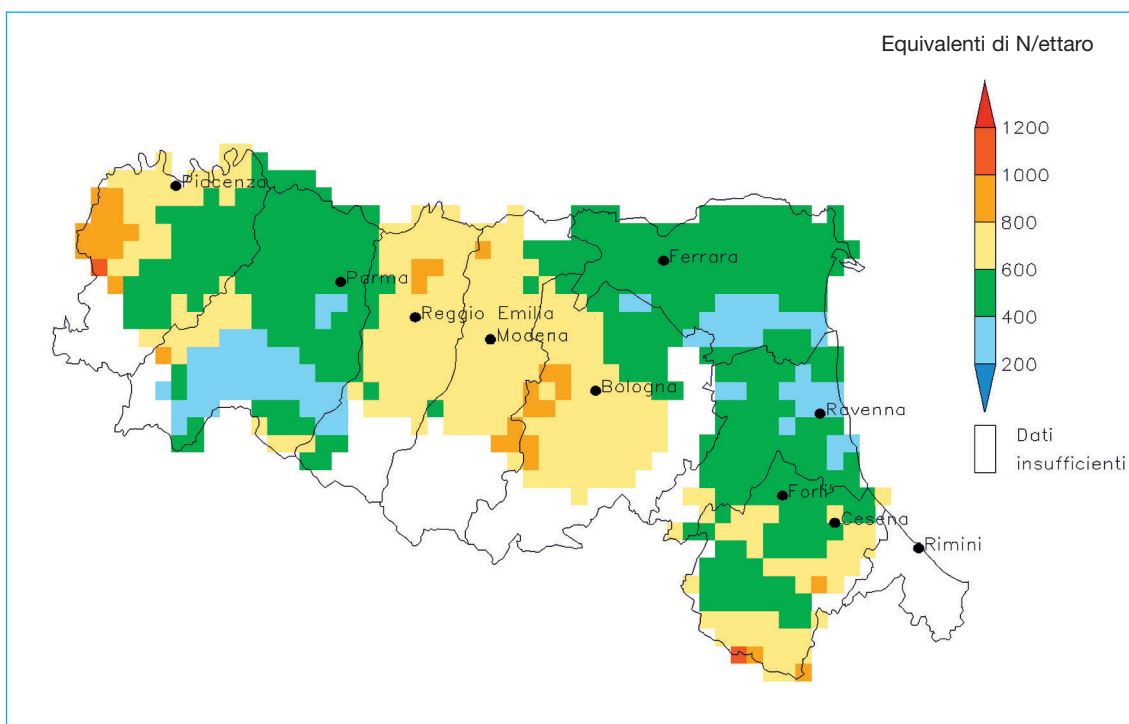 Equivalenti di N/ettaro
1200
1000
800
600
400
200
Dati
insufficienti
Piacenza
Parma
Reggio Emilia
Modena
Bologna
Ferrara
Ravenna
Forli'
Cesena
Rimini